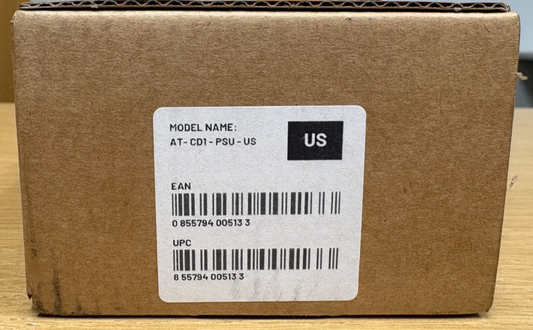 MODEL NAME:
AT- CD1 - PSU - US
US
EAN
0 855794 00513 3
UPC
8 55794 00513 3